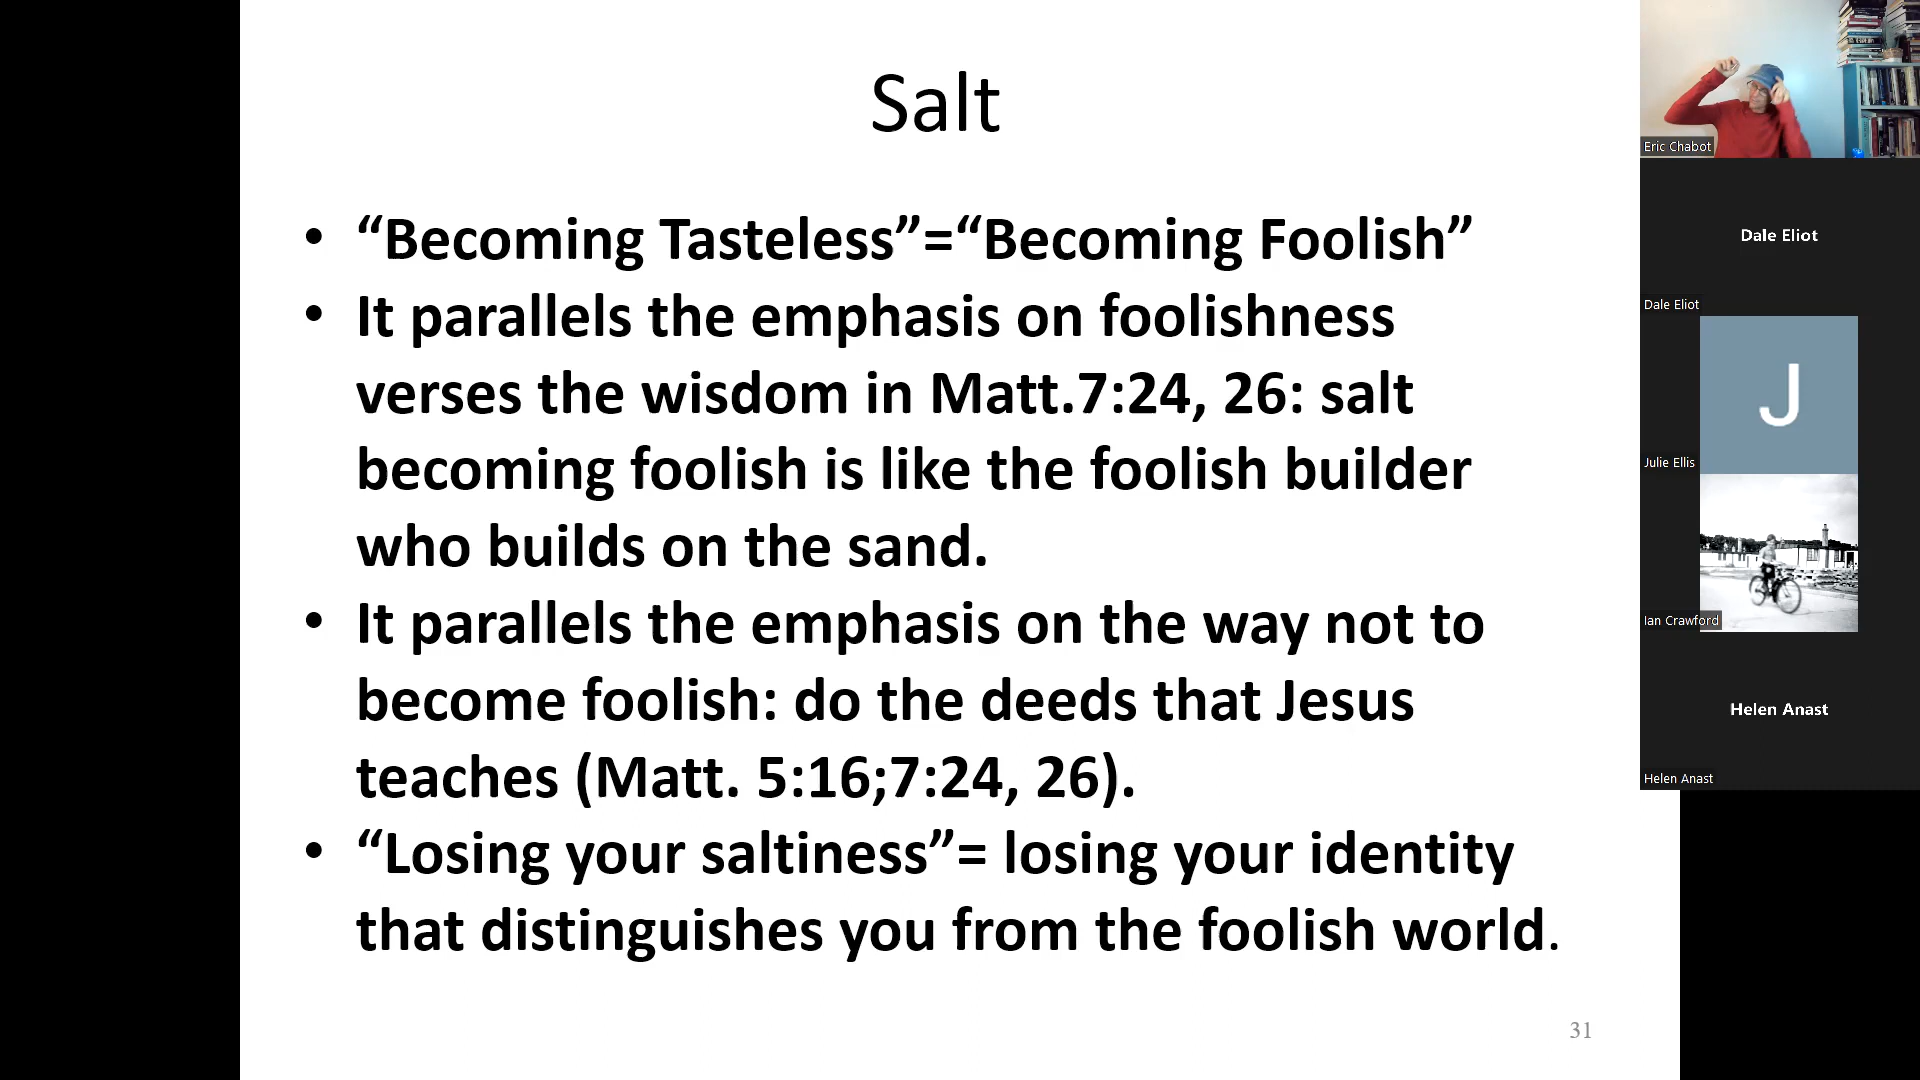 Salt
• “Becoming Tasteless”=“Becoming Foolish”
• It parallels the emphasis on foolishness
verses the wisdom in Matt.7:24, 26: salt
becoming foolish is like the foolish builder
who builds on the sand.
• It parallels the emphasis on the way not to
become foolish: do the deeds that Jesus
teaches (Matt. 5:16;7:24, 26).
• “Losing your saltiness”= losing your identity
that distinguishes you from the foolish world.
31
Eric Chabot
Dale Eliot
Dale Eliot
J
Julie Ellis
Ian Crawford
Helen Anast
Helen Anast